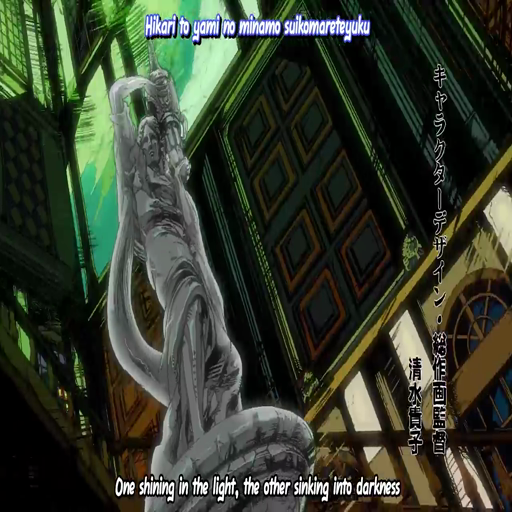 Hikari to yami no minamo suikomareteyuku
キャラクターデザイン・総作画監督
清水貴子
One shining in the light, the other sinking into darkness